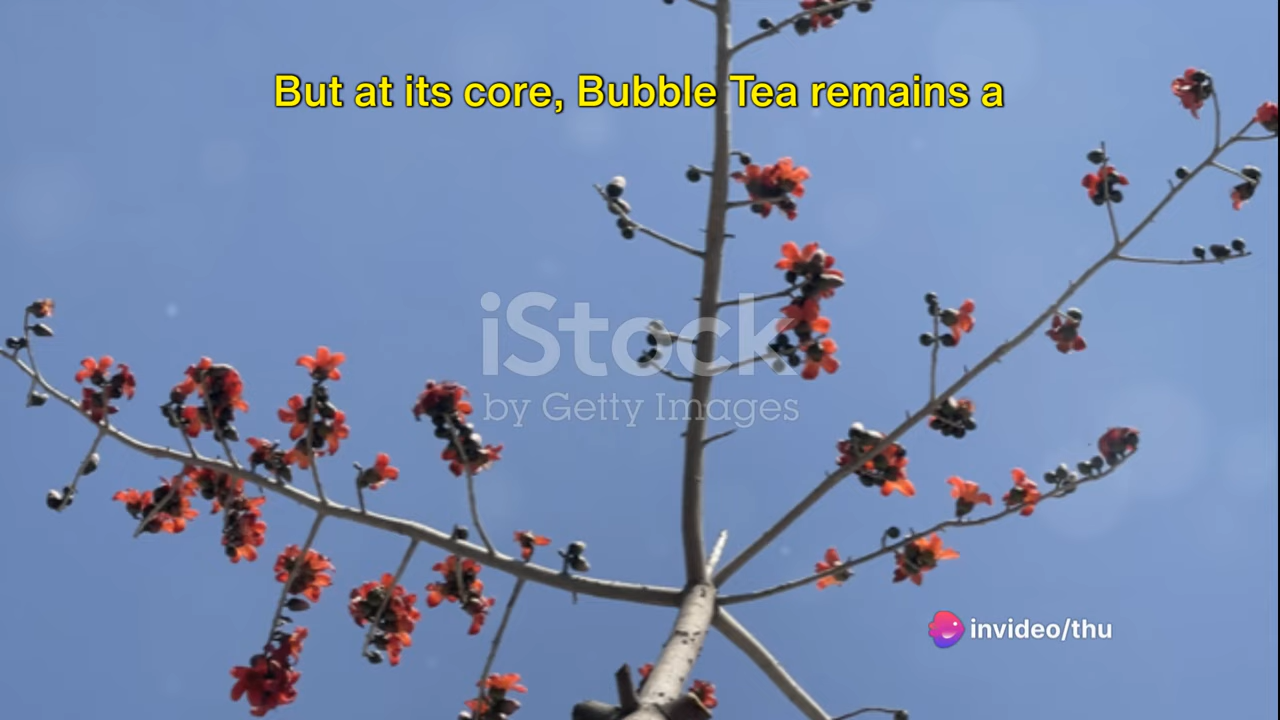 But at its core, Bubble Tea remains a
iStock
by Getty Images
invideo/thu